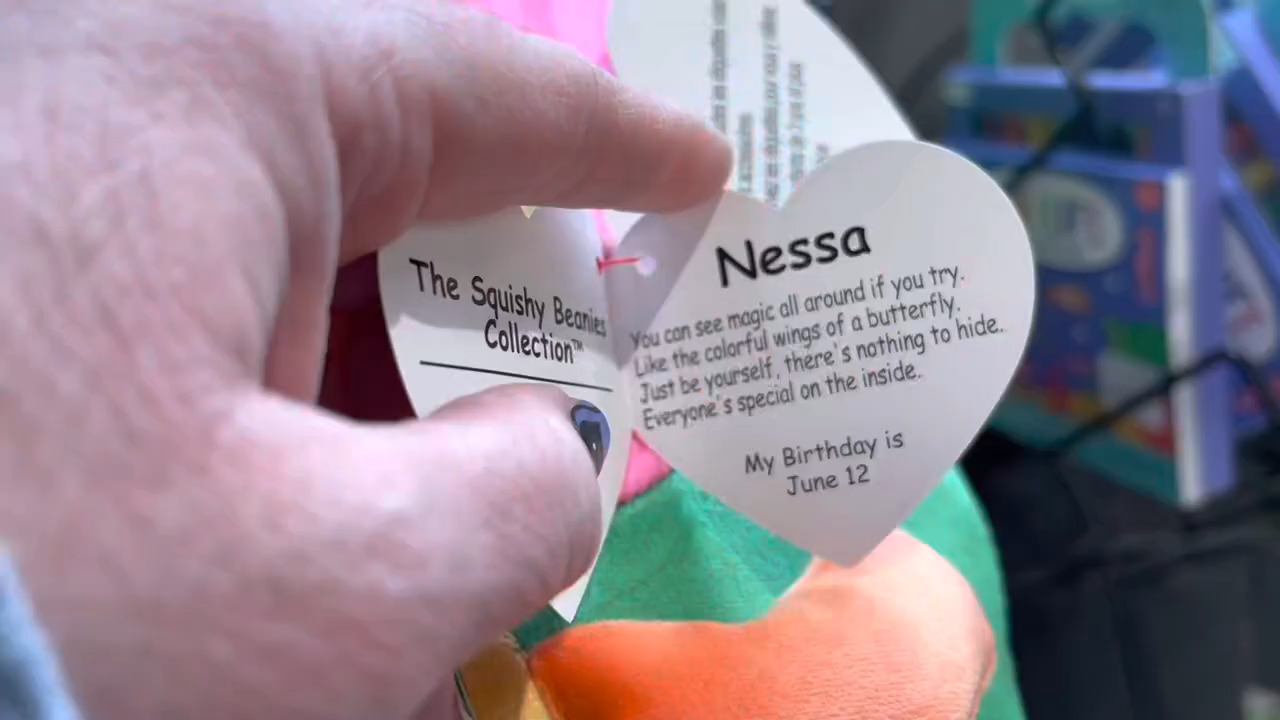 The Squishy Beanies
Collection™
Nessa
You can see magic all around if you try.
Like the colorful wings of a butterfly.
Just be yourself, there's nothing to hide.
Everyone's special on the inside.
My Birthday is
June 12